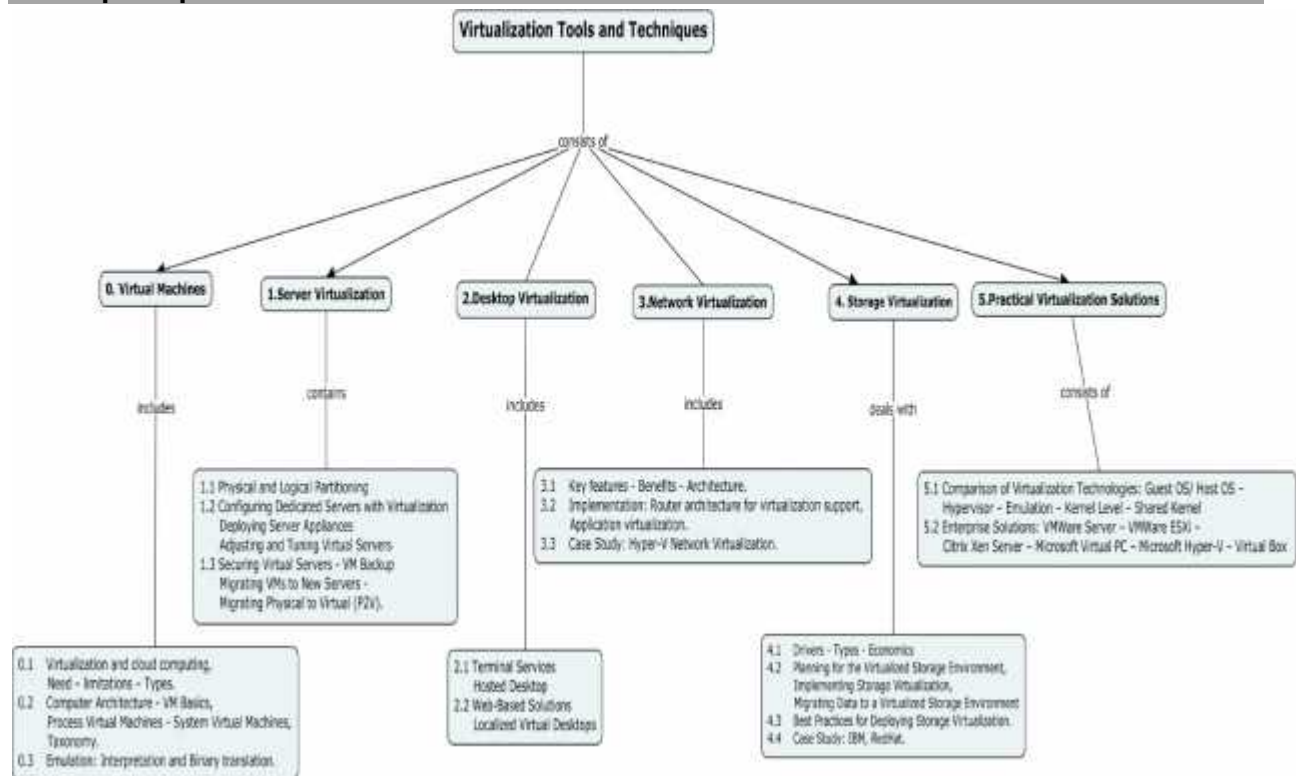 Virtualization Tools and Techniques
consists of
0. Virtual Machines
1.Server Virtualization
2.Desktop Virtualization
3.Network Virtualization
4. Storage Virtualization
5.Practical Virtualization Solutions
includes
contains
includes
includes
deals with
consists of
0.1 Virtualization and cloud computing,
Need - limitations - Types.
0.2 Computer Architecture - VM Basics,
Process Virtual Machines - System Virtual Machines,
Taxonomy.
0.3 Emulation: Interpretation and Binary translation.
1.1 Physical and Logical Partitioning
1.2 Configuring Dedicated Servers with Virtualization
Deploying Server Appliances
Adjusting and Tuning Virtual Servers
1.3 Securing Virtual Servers - VM Backup
Migrating VMs to New Servers -
Migrating Physical to Virtual (P2V).
2.1 Terminal Services
Hosted Desktop
2.2 Web-Based Solutions
Localized Virtual Desktops
3.1 Key features - Benefits - Architecture.
3.2 Implementation: Router architecture for virtualization support,
Application virtualization.
3.3 Case Study: Hyper-V Network Virtualization.
4.1 Drivers - Types - Economics
4.2 Planning for the Virtualized Storage Environment,
Implementing Storage Virtualization,
Migrating Data to a Virtualized Storage Environment
4.3 Best Practices for Deploying Storage Virtualization.
4.4 Case Study: IBM, RedHat.
5.1 Comparison of Virtualization Technologies: Guest OS/ Host OS –
Hypervisor – Emulation – Kernel Level – Shared Kernel
5.2 Enterprise Solutions: VMWare Server – VMWare ESXi –
Citrix Xen Server – Microsoft Virtual PC – Microsoft Hyper-V – Virtual Box